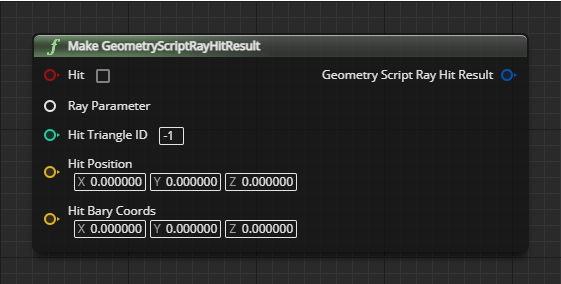 Make GeometryScriptRayHitResult
Hit Geometry Script Ray Hit Result
Ray Parameter
Hit Triangle ID -1
Hit Position
X 0.000000 Y 0.000000 Z 0.000000
Hit Bary Coords
X 0.000000 Y 0.000000 Z 0.000000